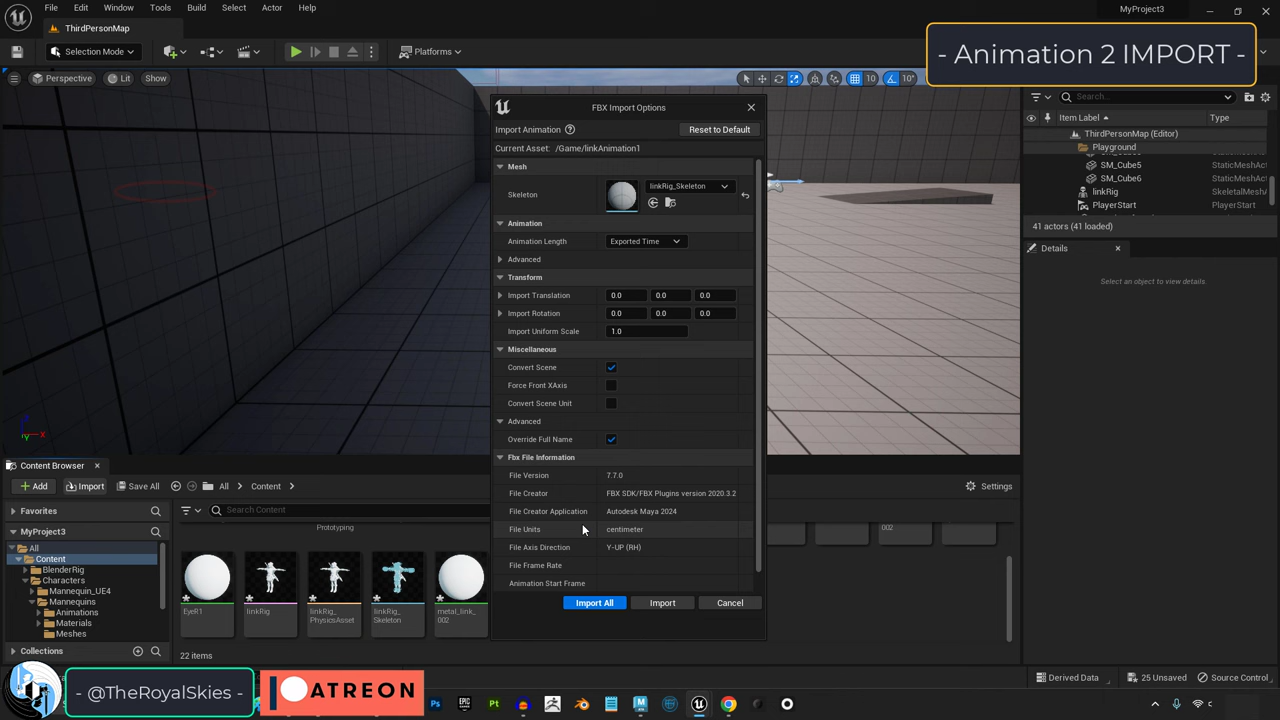 File Edit Window Tools Build Select Actor Help
MyProject3
ThirdPersonMap
Selection Mode
Platforms
- Animation 2 IMPORT -
Perspective Lit Show
10 10°
FBX Import Options
Import Animation
Reset to Default
Current Asset: /Game/linkAnimation1
Mesh
Skeleton
linkRig_Skeleton
Animation
Animation Length Exported Time
Advanced
Transform
Import Translation 0.0 0.0 0.0
Import Rotation 0.0 0.0 0.0
Import Uniform Scale 1.0
Miscellaneous
Convert Scene
Force Front XAxis
Convert Scene Unit
Advanced
Override Full Name
Fbx File Information
File Version 7.7.0
File Creator FBX SDK/FBX Plugins version 2020.3.2
File Creator Application Autodesk Maya 2024
File Units centimeter
File Axis Direction Y-UP (RH)
File Frame Rate
Animation Start Frame
Import All Import Cancel
Search...
Item Label Type
ThirdPersonMap (Editor)
Playground
SM_Cube5 StaticMeshAct
SM_Cube6 StaticMeshAct
linkRig SkeletalMeshA
PlayerStart PlayerStart
41 actors (41 loaded)
Details
Select an object to view details
X
Y
Content Browser
Add Import Save All All Content
Settings
Favorites
Search Content
MyProject3
All
Content
BlenderRig
Characters
Mannequin_UE4
Mannequins
Animations
Materials
Meshes
Collections
Prototyping
EyeR1
linkRig
linkRig_
PhysicsAsset
linkRig_
Skeleton
metal_link_
002
002
22 items
Derived Data 25 Unsaved Source Control
- @TheRoyalSkies -
PATREON
Ps EPIC Pt